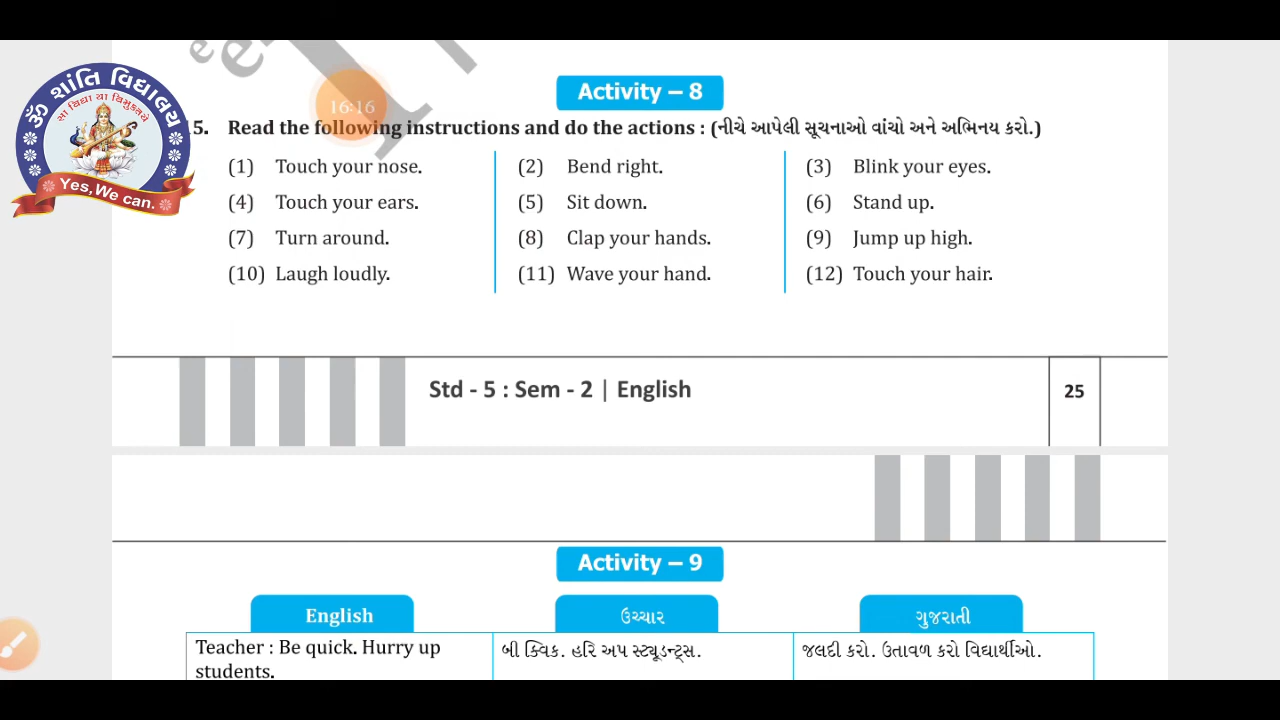 ૐ શાંતિ વિદ્યાલય
સા વિદ્યા યા વિમુક્તયે
Yes, We can.
16:16
Activity – 8
15. Read the following instructions and do the actions : (નીચે આપેલી સૂચનાઓ વાંચો અને અભિનય કરો.)
(1) Touch your nose. (2) Bend right. (3) Blink your eyes.
(4) Touch your ears. (5) Sit down. (6) Stand up.
(7) Turn around. (8) Clap your hands. (9) Jump up high.
(10) Laugh loudly. (11) Wave your hand. (12) Touch your hair.
Std - 5 : Sem - 2 | English 25
Activity – 9
English ઉચ્ચાર ગુજરાતી
Teacher : Be quick. Hurry up બી ક્વિક. હરિ અપ સ્ટ્યૂડન્ટ્સ. જલદી કરો. ઉતાવળ કરો વિદ્યાર્થીઓ.
students.